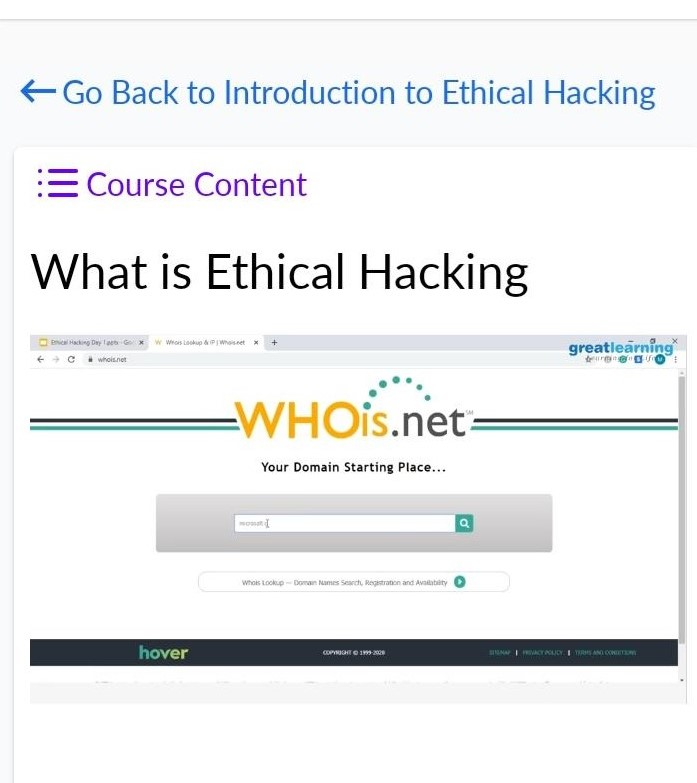 Go Back to Introduction to Ethical Hacking
Course Content
What is Ethical Hacking
Ethical Hacking Day 1.pptx - Goo
Whois Lookup & IP | Whois.net
greatlearning
whois.net
WHOis.net
Your Domain Starting Place...
Whois Lookup — Domain Names Search, Registration and Availability
hover
COPYRIGHT © 1999-2020
SITEMAP | PRIVACY POLICY | TERMS AND CONDITIONS